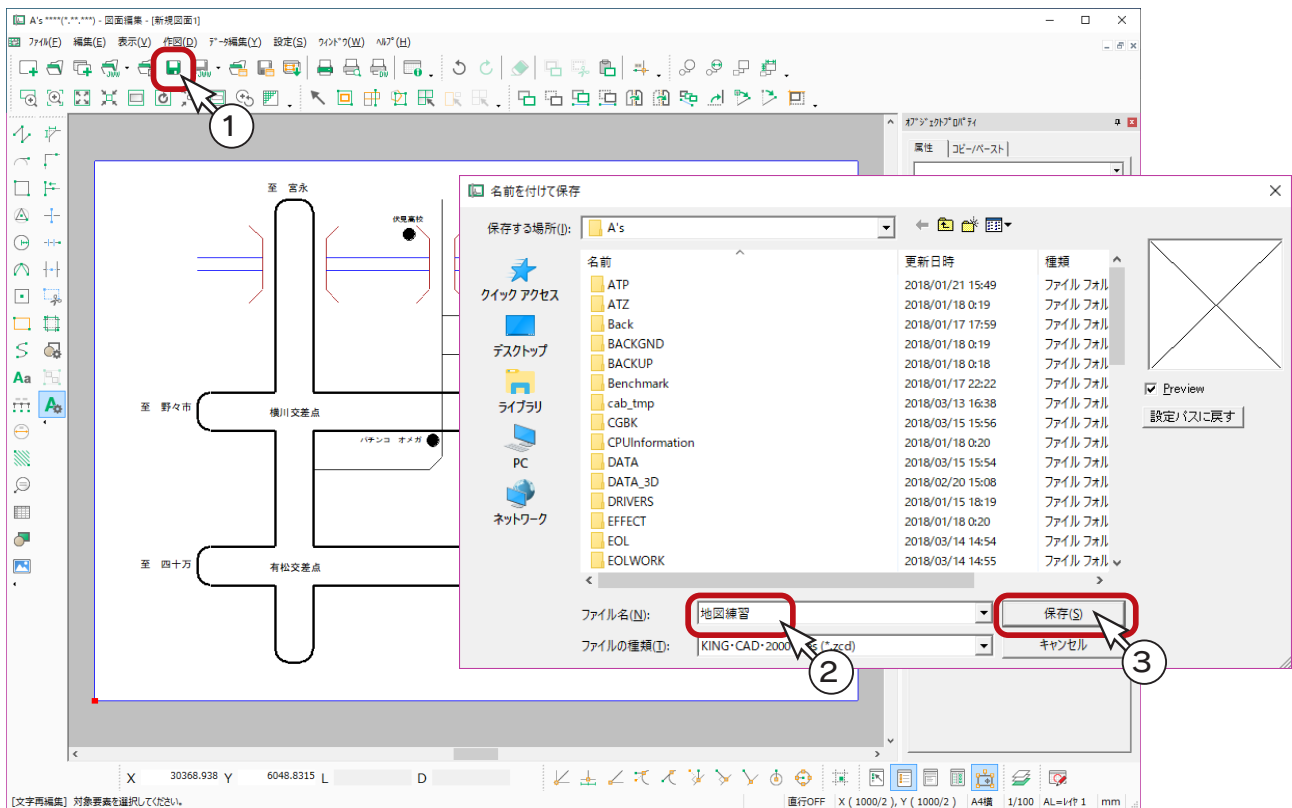 A's ****(*.**.***) - 図面編集 - [新規図面1]
ﾌｧｲﾙ(F) 編集(E) 表示(V) 作図(D) ﾃﾞｰﾀ編集(Y) 設定(S) ｳｨﾝﾄﾞｳ(W) ﾍﾙﾌﾟ(H)
1
ｵﾌﾞｼﾞｪｸﾄﾌﾟﾛﾊﾟﾃｨ
属性 コピー/ペースト
至 宮永
伏見高校
至 野々市
横川交差点
パチンコ オメガ
至 四十万
有松交差点
Aa
名前を付けて保存
保存する場所(I): A's
クイック アクセス
デスクトップ
ライブラリ
PC
ネットワーク
名前 更新日時 種類
ATP 2018/01/21 15:49 ファイル フォル
ATZ 2018/01/18 0:19 ファイル フォル
Back 2018/01/17 17:59 ファイル フォル
BACKGND 2018/01/18 0:19 ファイル フォル
BACKUP 2018/01/18 0:18 ファイル フォル
Benchmark 2018/01/17 22:22 ファイル フォル
cab_tmp 2018/03/13 16:38 ファイル フォル
CGBK 2018/03/15 15:56 ファイル フォル
CPUInformation 2018/01/18 0:20 ファイル フォル
DATA 2018/03/15 15:54 ファイル フォル
DATA_3D 2018/02/20 15:08 ファイル フォル
DRIVERS 2018/01/15 18:19 ファイル フォル
EFFECT 2018/01/18 0:20 ファイル フォル
EOL 2018/03/14 14:54 ファイル フォル
EOLWORK 2018/03/14 14:55 ファイル フォル
Preview
設定パスに戻す
ファイル名(N): 地図練習 保存(S)
ファイルの種類(T): KING・CAD・2000 (*.zcd) キャンセル
2
3
X 30368.938 Y 6048.8315 L D
[文字再編集] 対象要素を選択してください。 直行OFF X ( 1000/2 ) , Y ( 1000/2 ) A4横 1/100 AL=ﾚｲﾔ 1 mm